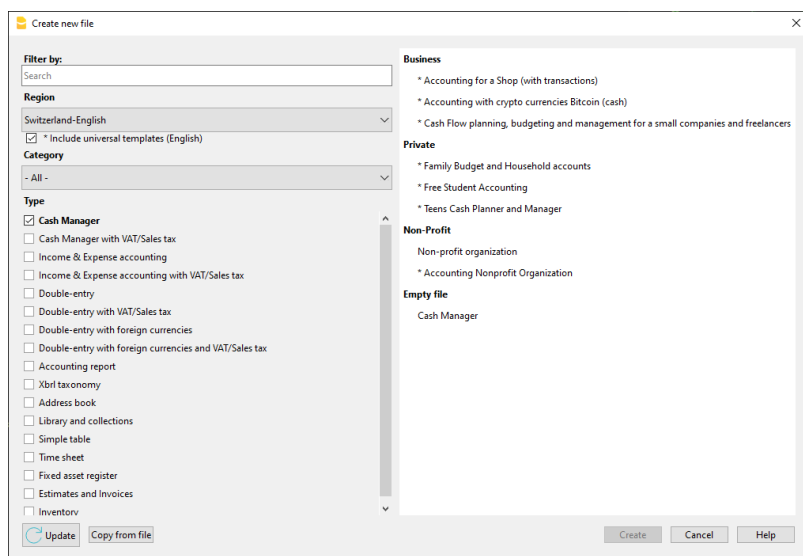 Create new file
Filter by:
Search
Region
Switzerland-English
* Include universal templates (English)
Category
- All -
Type
Cash Manager
Cash Manager with VAT/Sales tax
Income & Expense accounting
Income & Expense accounting with VAT/Sales tax
Double-entry
Double-entry with VAT/Sales tax
Double-entry with foreign currencies
Double-entry with foreign currencies and VAT/Sales tax
Accounting report
Xbrl taxonomy
Address book
Library and collections
Simple table
Time sheet
Fixed asset register
Estimates and Invoices
Inventory
Business
* Accounting for a Shop (with transactions)
* Accounting with crypto currencies Bitcoin (cash)
* Cash Flow planning, budgeting and management for a small companies and freelancers
Private
* Family Budget and Household accounts
* Free Student Accounting
* Teens Cash Planner and Manager
Non-Profit
Non-profit organization
* Accounting Nonprofit Organization
Empty file
Cash Manager
Update
Copy from file
Create
Cancel
Help